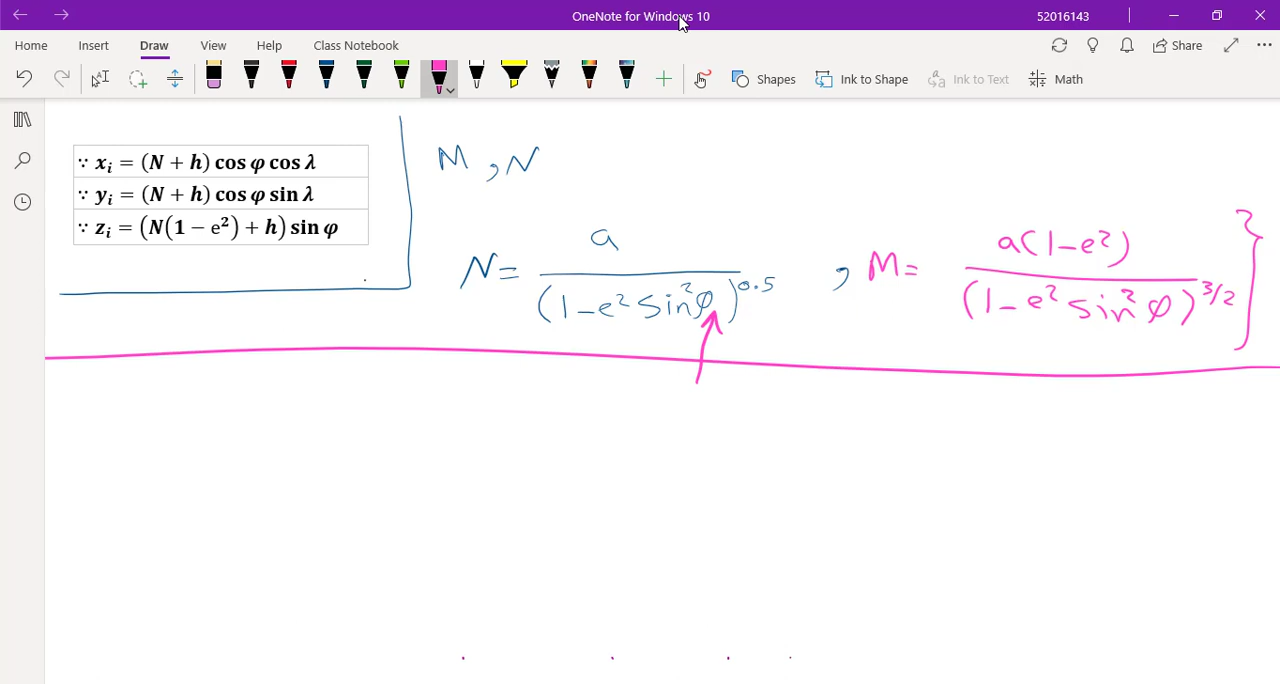 OneNote for Windows 10
52016143
Home Insert Draw View Help Class Notebook
Share
Shapes Ink to Shape Ink to Text Math
∵ xᵢ = (N + h) cos φ cos λ
∵ yᵢ = (N + h) cos φ sin λ
∵ zᵢ = (N(1 − e²) + h) sin φ
M , N
N = a / (1 - e² Sin² φ)^0.5 , M = a(1 - e²) / (1 - e² Sin² φ)^3/2 }